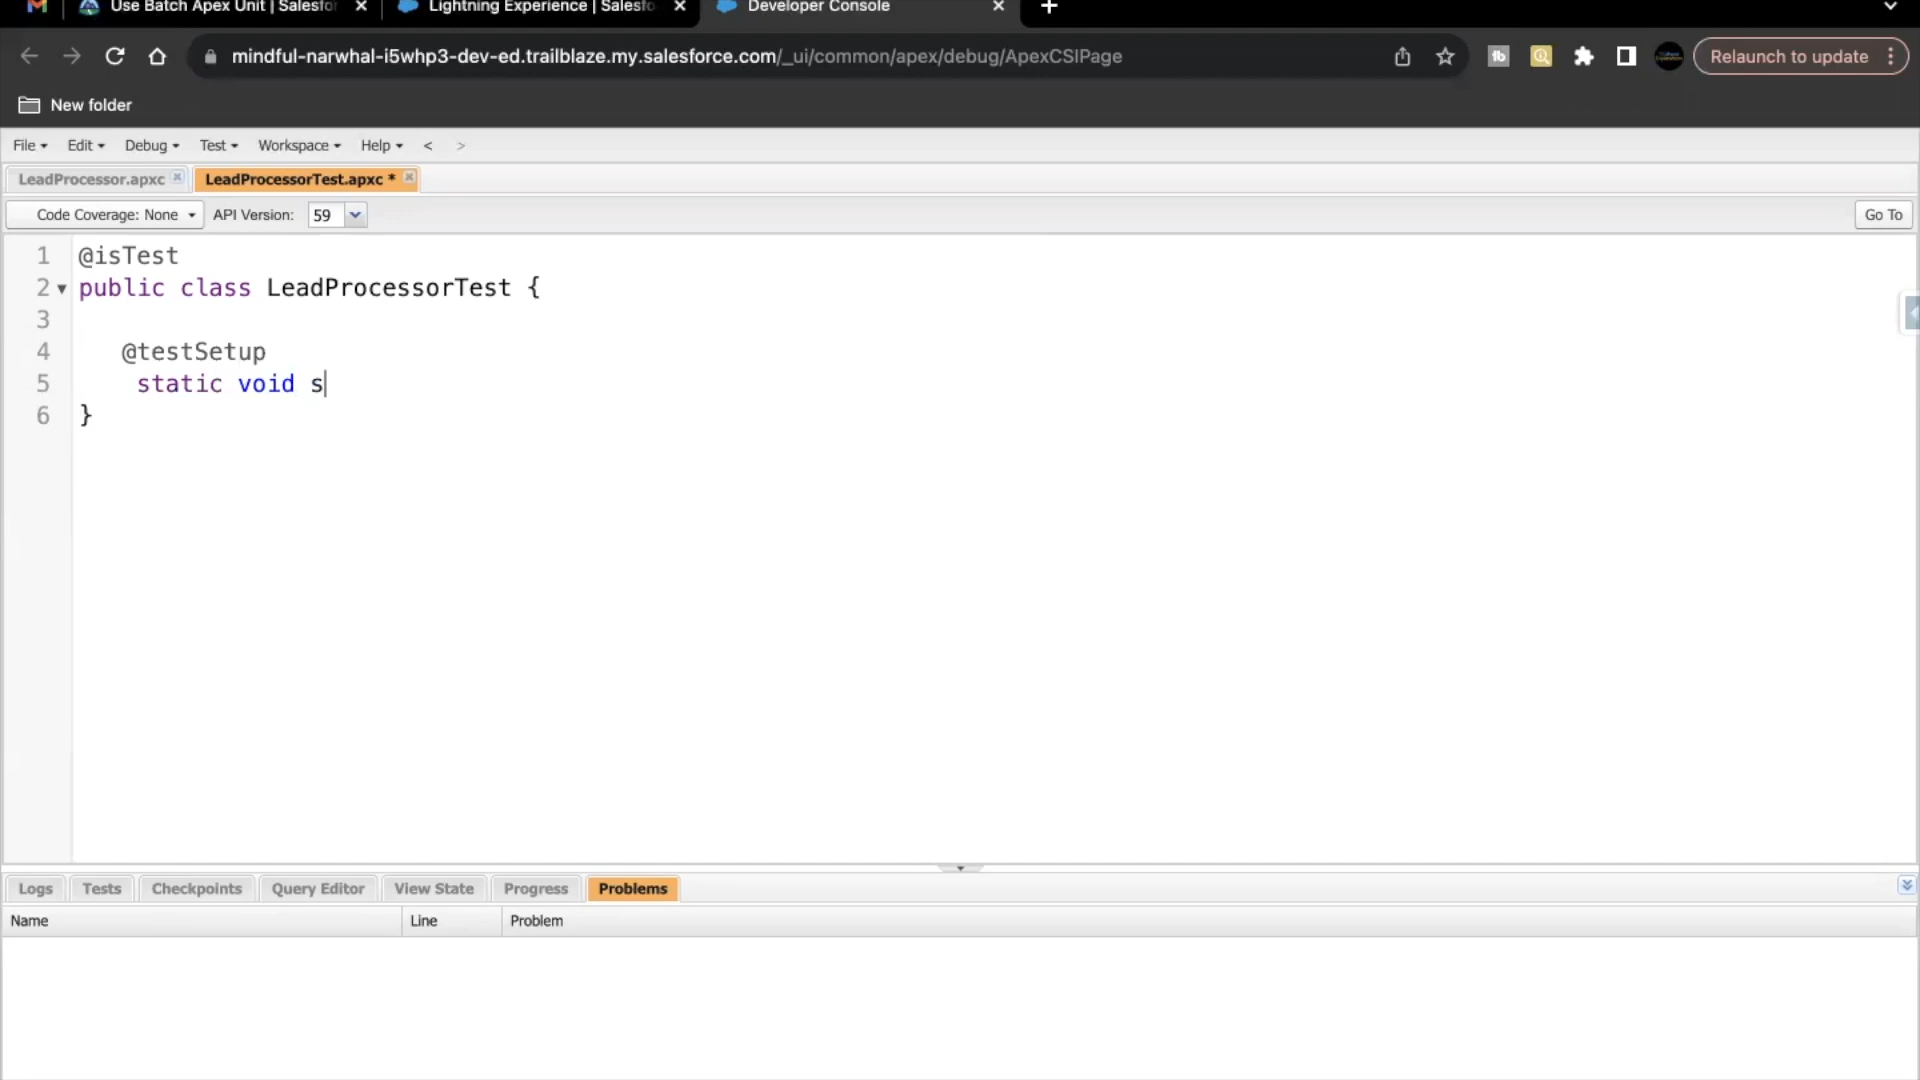 Use Batch Apex Unit | Salesfor
Lightning Experience | Salesfo
Developer Console
mindful-narwhal-i5whp3-dev-ed.trailblaze.my.salesforce.com/_ui/common/apex/debug/ApexCSIPage
Relaunch to update
New folder
File Edit Debug Test Workspace Help < >
LeadProcessor.apxc LeadProcessorTest.apxc *
Code Coverage: None API Version: 59 Go To
1 @isTest
2 public class LeadProcessorTest {
3
4 @testSetup
5 static void s
6 }
Logs Tests Checkpoints Query Editor View State Progress Problems
Name Line Problem